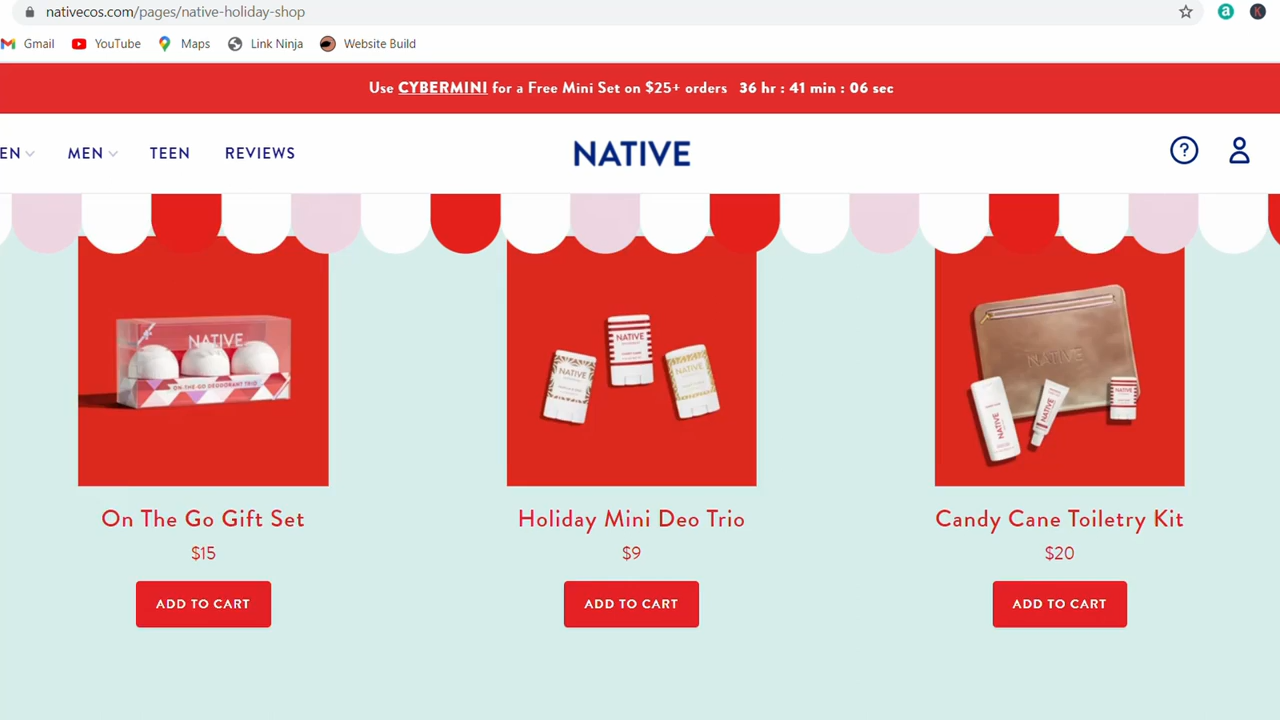 nativecos.com/pages/native-holiday-shop
a
K
Gmail
YouTube
Maps
Link Ninja
Website Build
Use CYBERMINI for a Free Mini Set on $25+ orders 36 hr : 41 min : 06 sec
EN
MEN
TEEN
REVIEWS
NATIVE
?
NATIVE
ON-THE-GO DEODORANT TRIO
NATIVE
NATIVE
NATIVE
NATIVE
NATIVE
NATIVE
NATIVE
On The Go Gift Set
Holiday Mini Deo Trio
Candy Cane Toiletry Kit
$15
$9
$20
ADD TO CART
ADD TO CART
ADD TO CART